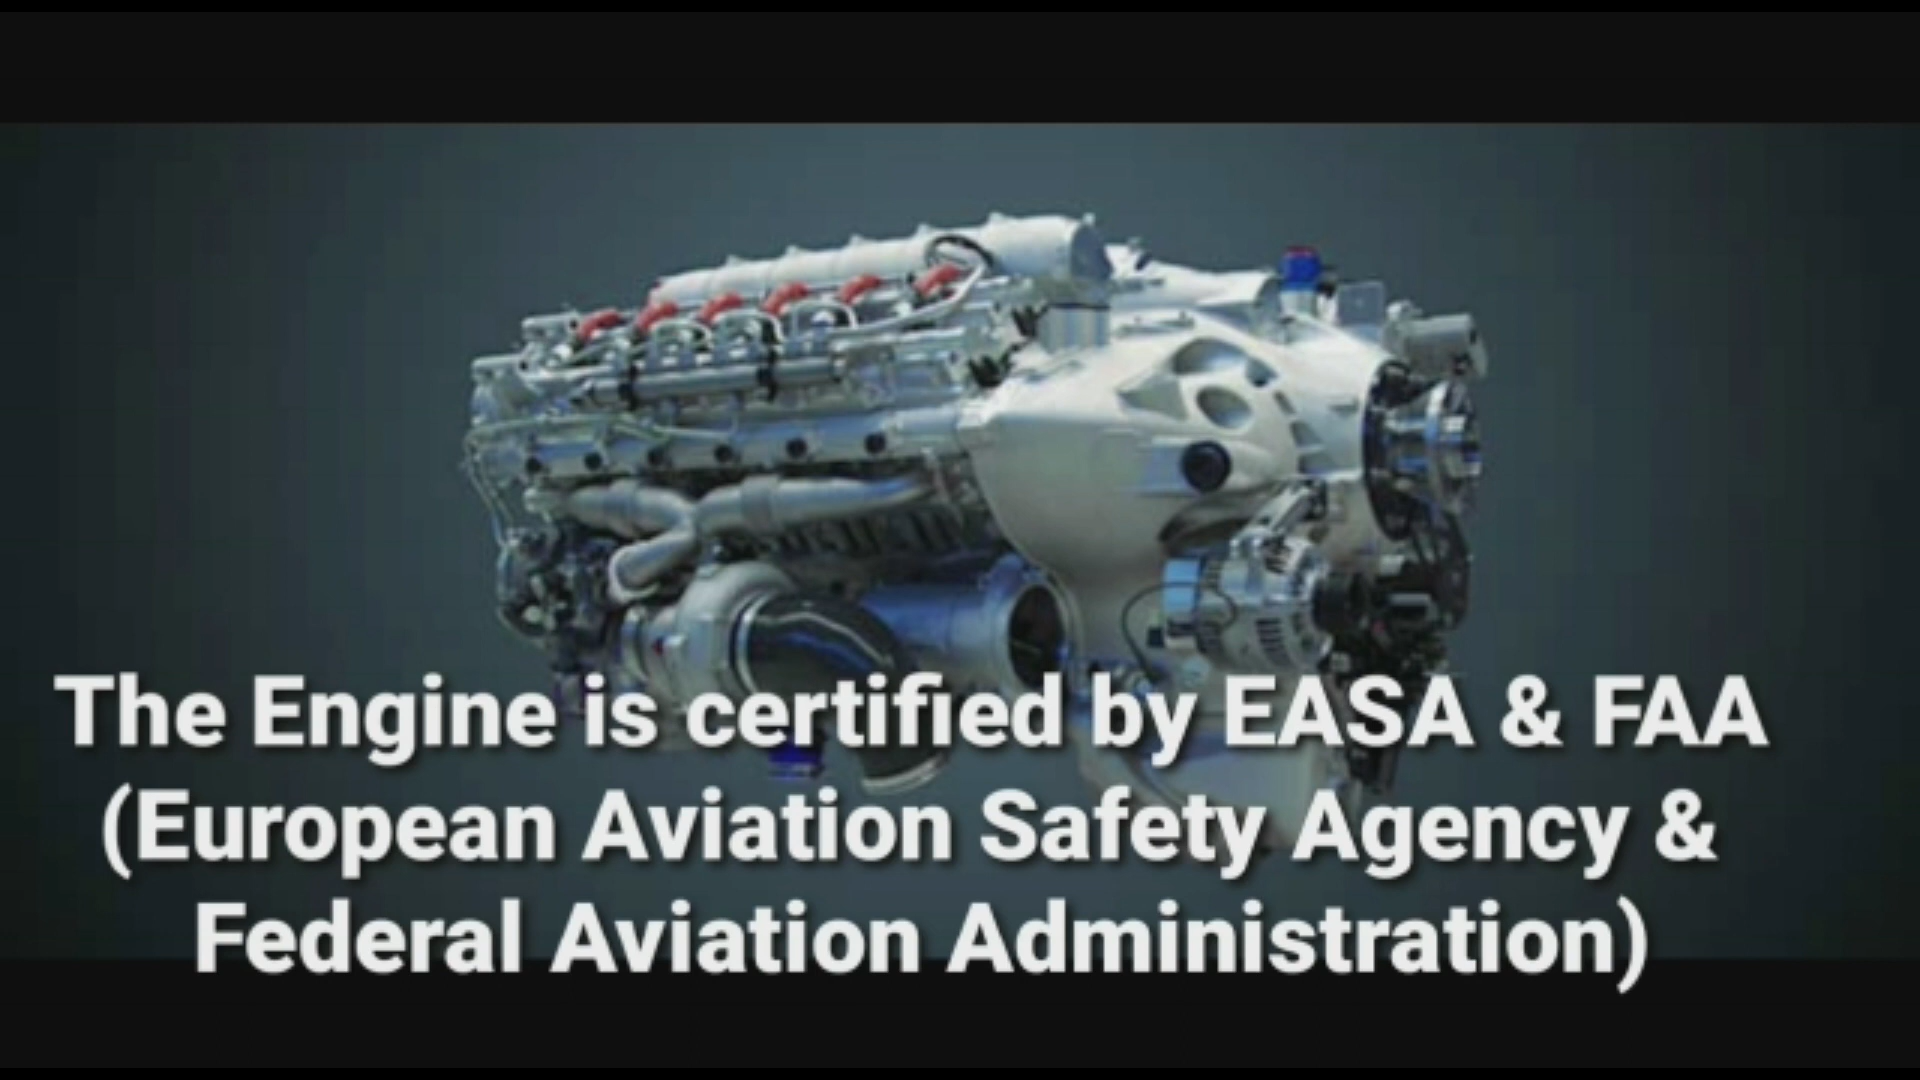 The Engine is certified by EASA & FAA
(European Aviation Safety Agency &
Federal Aviation Administration)